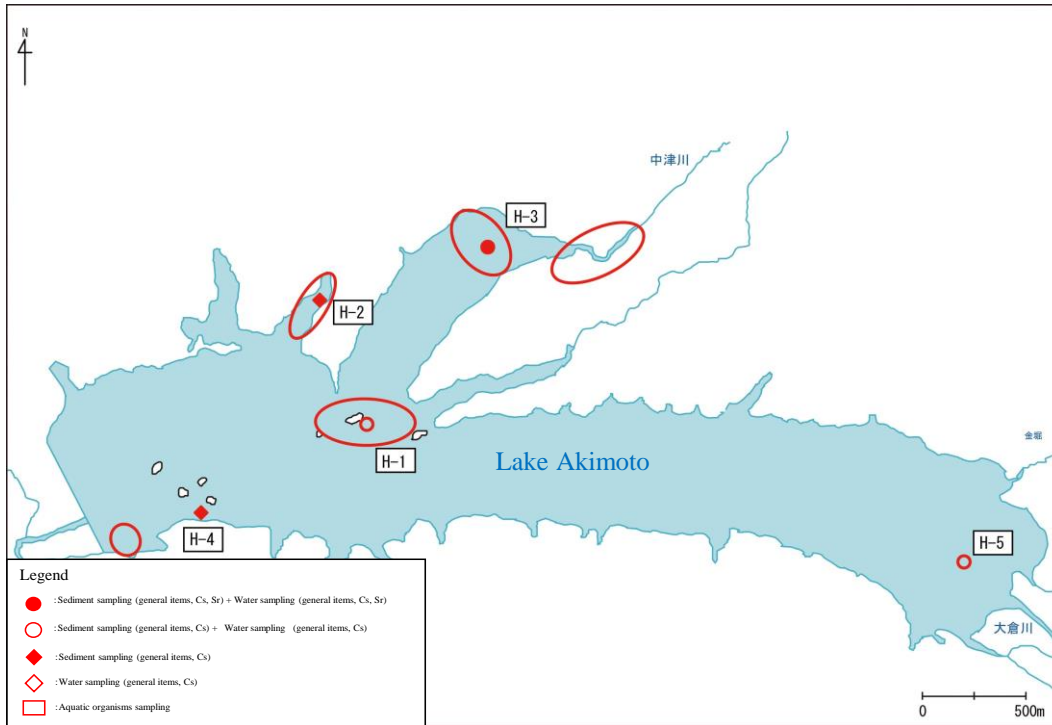 N
4
中津川
H-3
H-2
H-1
Lake Akimoto
金堀
H-4
H-5
大倉川
Legend
:Sediment sampling (general items, Cs, Sr) + Water sampling (general items, Cs, Sr)
:Sediment sampling (general items, Cs) + Water sampling (general items, Cs)
:Sediment sampling (general items, Cs)
:Water sampling (general items, Cs)
:Aquatic organisms sampling
0 500m